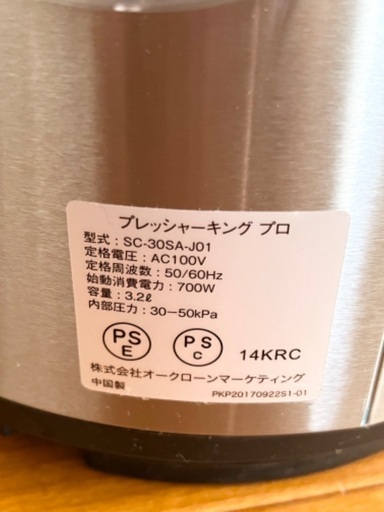 プレッシャーキング プロ
型式：SC-30SA-J01
定格電圧：AC100V
定格周波数：50/60Hz
始動消費電力：700W
容量：3.2ℓ
内部圧力：30－50kPa
PS
E
PS
C
14KRC
株式会社オークローンマーケティング
中国製
PKP20170922S1-01